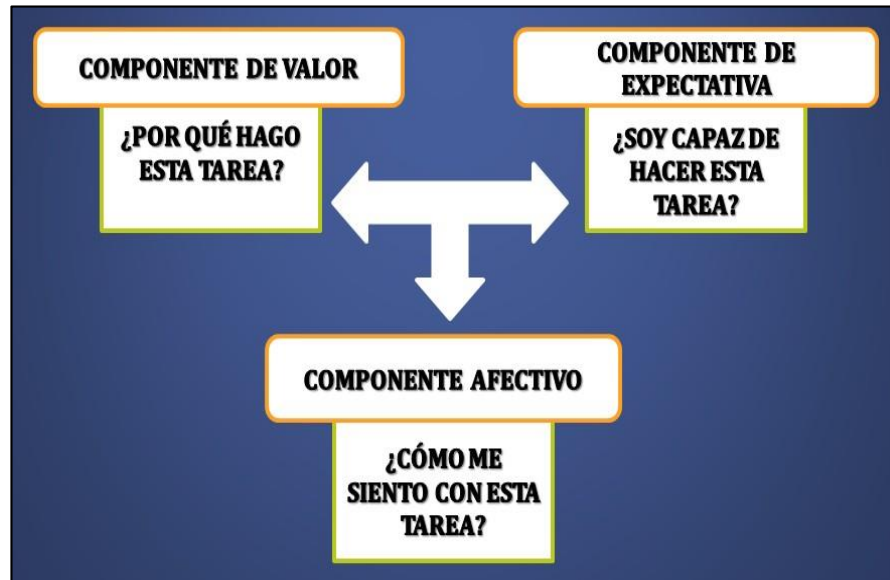 COMPONENTE DE VALOR
¿POR QUÉ HAGO
ESTA TAREA?
COMPONENTE DE
EXPECTATIVA
¿SOY CAPAZ DE
HACER ESTA
TAREA?
COMPONENTE AFECTIVO
¿CÓMO ME
SIENTO CON ESTA
TAREA?